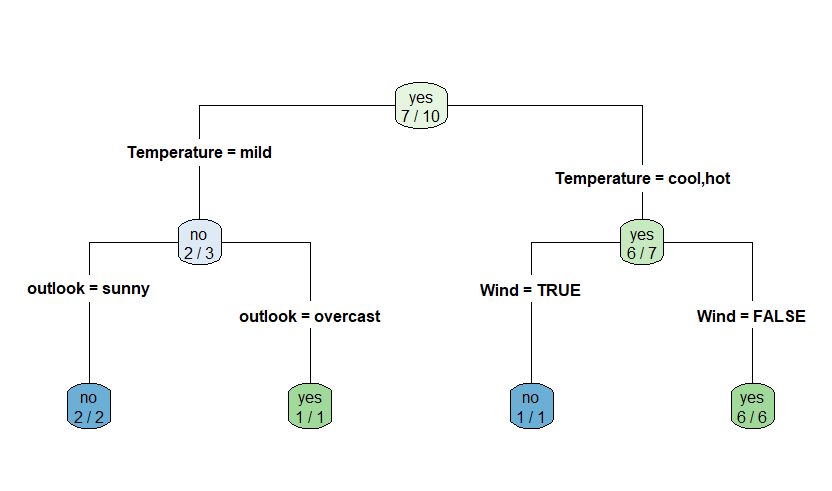 yes
7 / 10
Temperature = mild
Temperature = cool,hot
no
2 / 3
yes
6 / 7
outlook = sunny
Wind = TRUE
outlook = overcast
Wind = FALSE
no
2 / 2
yes
1 / 1
no
1 / 1
yes
6 / 6